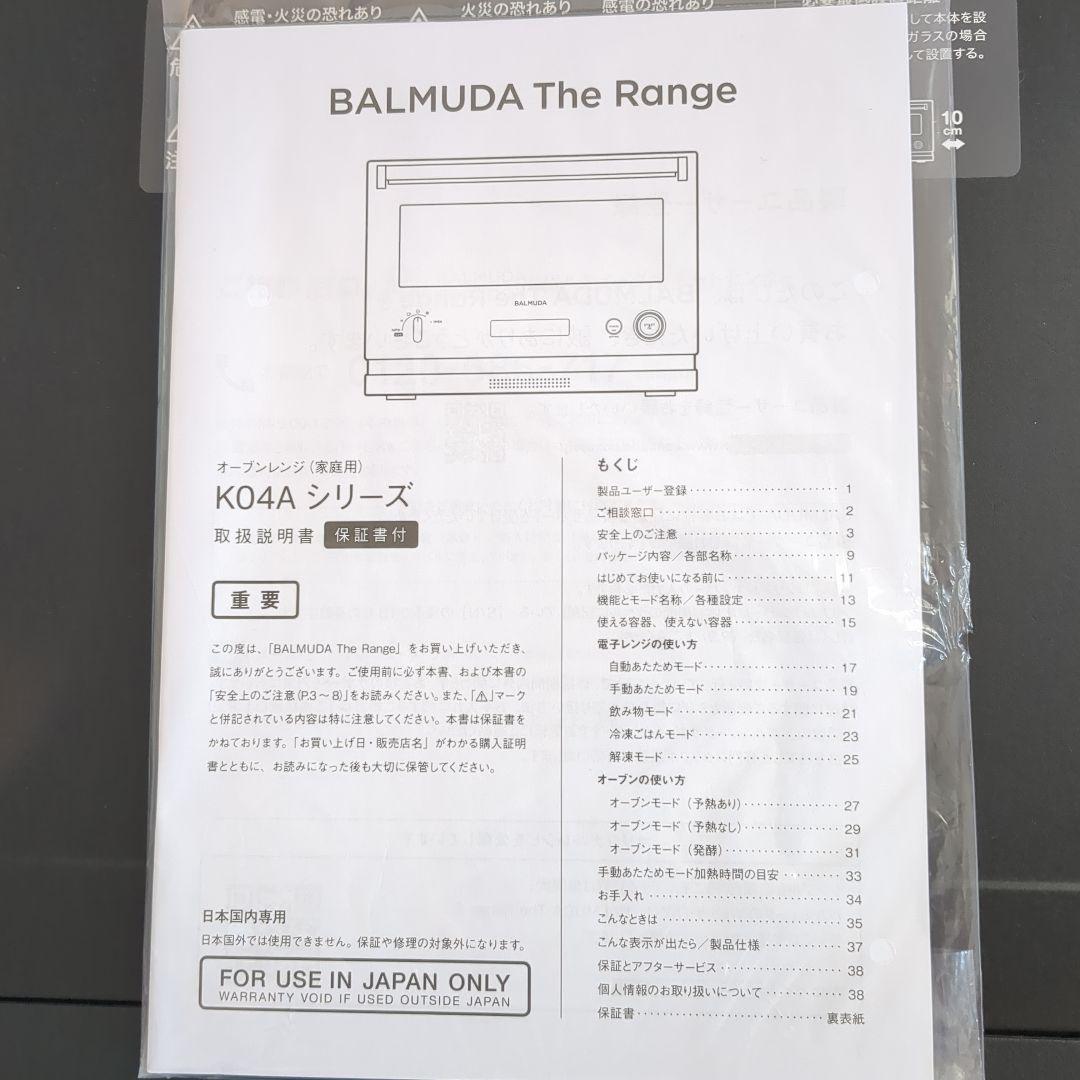 感電・火災の恐れあり
火災の恐れあり
感電の恐れあり
して本体を設
ガラスの場合
して設置する。
10
cm
BALMUDA The Range
BALMUDA
オーブンレンジ（家庭用）
K04A シリーズ
取扱説明書 保証書付
重要
この度は、「BALMUDA The Range」をお買い上げいただき、
誠にありがとうございます。ご使用前に必ず本書、および本書の
「安全上のご注意（P.3～8）」をお読みください。また、「⚠」マーク
と併記されている内容は特に注意してください。本書は保証書を
かねております。「お買い上げ日・販売店名」がわかる購入証明
書とともに、お読みになった後も大切に保管してください。
日本国内専用
日本国外では使用できません。保証や修理の対象外になります。
FOR USE IN JAPAN ONLY
WARRANTY VOID IF USED OUTSIDE JAPAN
もくじ
製品ユーザー登録 1
ご相談窓口 2
安全上のご注意 3
パッケージ内容／各部名称 9
はじめてお使いになる前に 11
機能とモード名称／各種設定 13
使える容器、使えない容器 15
電子レンジの使い方
自動あたためモード 17
手動あたためモード 19
飲み物モード 21
冷凍ごはんモード 23
解凍モード 25
オーブンの使い方
オーブンモード（予熱あり） 27
オーブンモード（予熱なし） 29
オーブンモード（発酵） 31
手動あたためモード加熱時間の目安 33
お手入れ 34
こんなときは 35
こんな表示が出たら／製品仕様 37
保証とアフターサービス 38
個人情報のお取り扱いについて 38
保証書 裏表紙